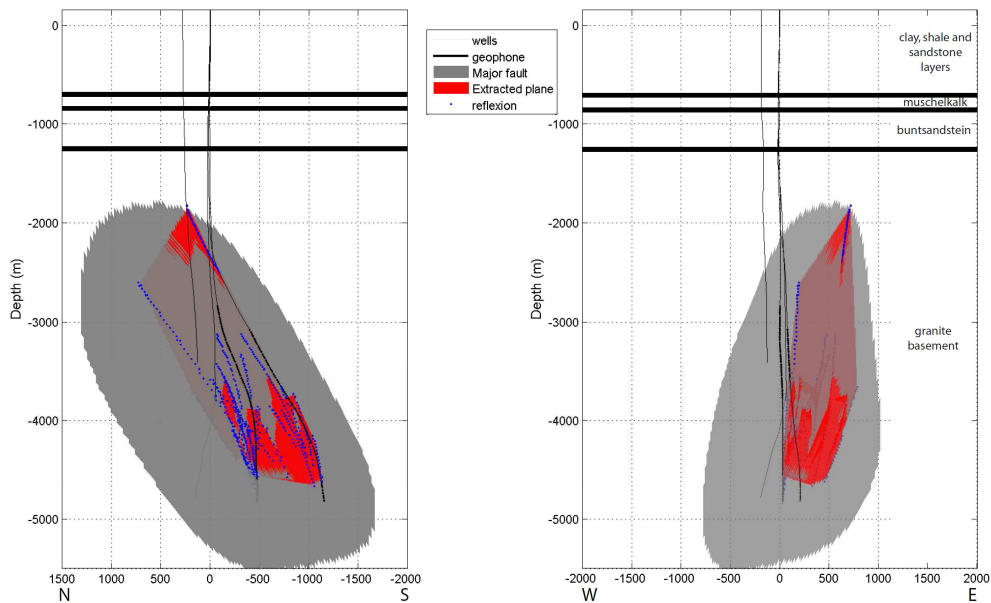 0
-1000
-2000
-3000
-4000
-5000
Depth (m)
1500 1000 500 0 -500 -1000 -1500 -2000
N S
wells
geophone
Major fault
Extracted plane
reflexion
0
-1000
-2000
-3000
-4000
-5000
Depth (m)
clay, shale and
sandstone
layers
muschelkalk
buntsandstein
granite
basement
-2000 -1500 -1000 -500 0 500 1000 1500 2000
W E